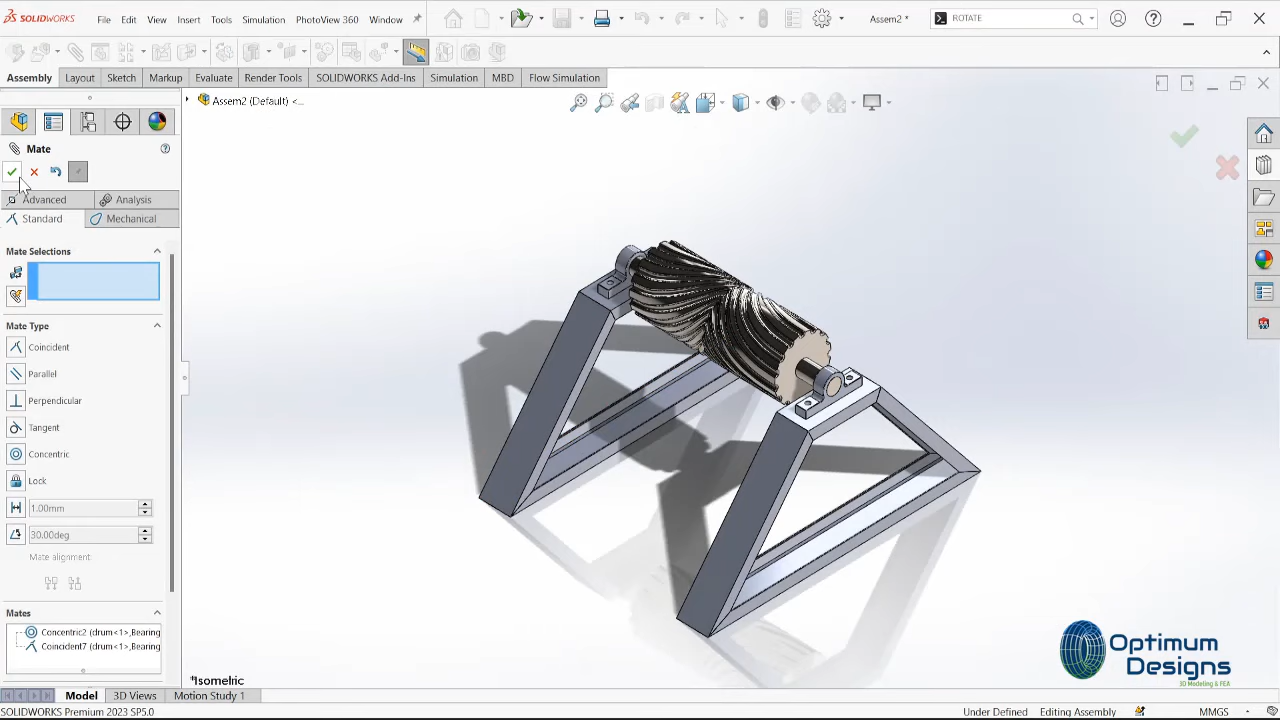 SOLIDWORKS File Edit View Insert Tools Simulation PhotoView 360 Window Assem2 * ROTATE
Assembly Layout Sketch Markup Evaluate Render Tools SOLIDWORKS Add-Ins Simulation MBD Flow Simulation
Assem2 (Default) <...
Mate
Advanced Analysis
Standard Mechanical
Mate Selections
Mate Type
Coincident
Parallel
Perpendicular
Tangent
Concentric
Lock
1.00mm
30.00deg
Mate alignment:
Mates
Concentric2 (drum<1>,Bearing
Coincident7 (drum<1>,Bearing
*Isometric
Optimum
Designs
3D Modeling & FEA
Model 3D Views Motion Study 1
SOLIDWORKS Premium 2023 SP5.0 Under Defined Editing Assembly MMGS